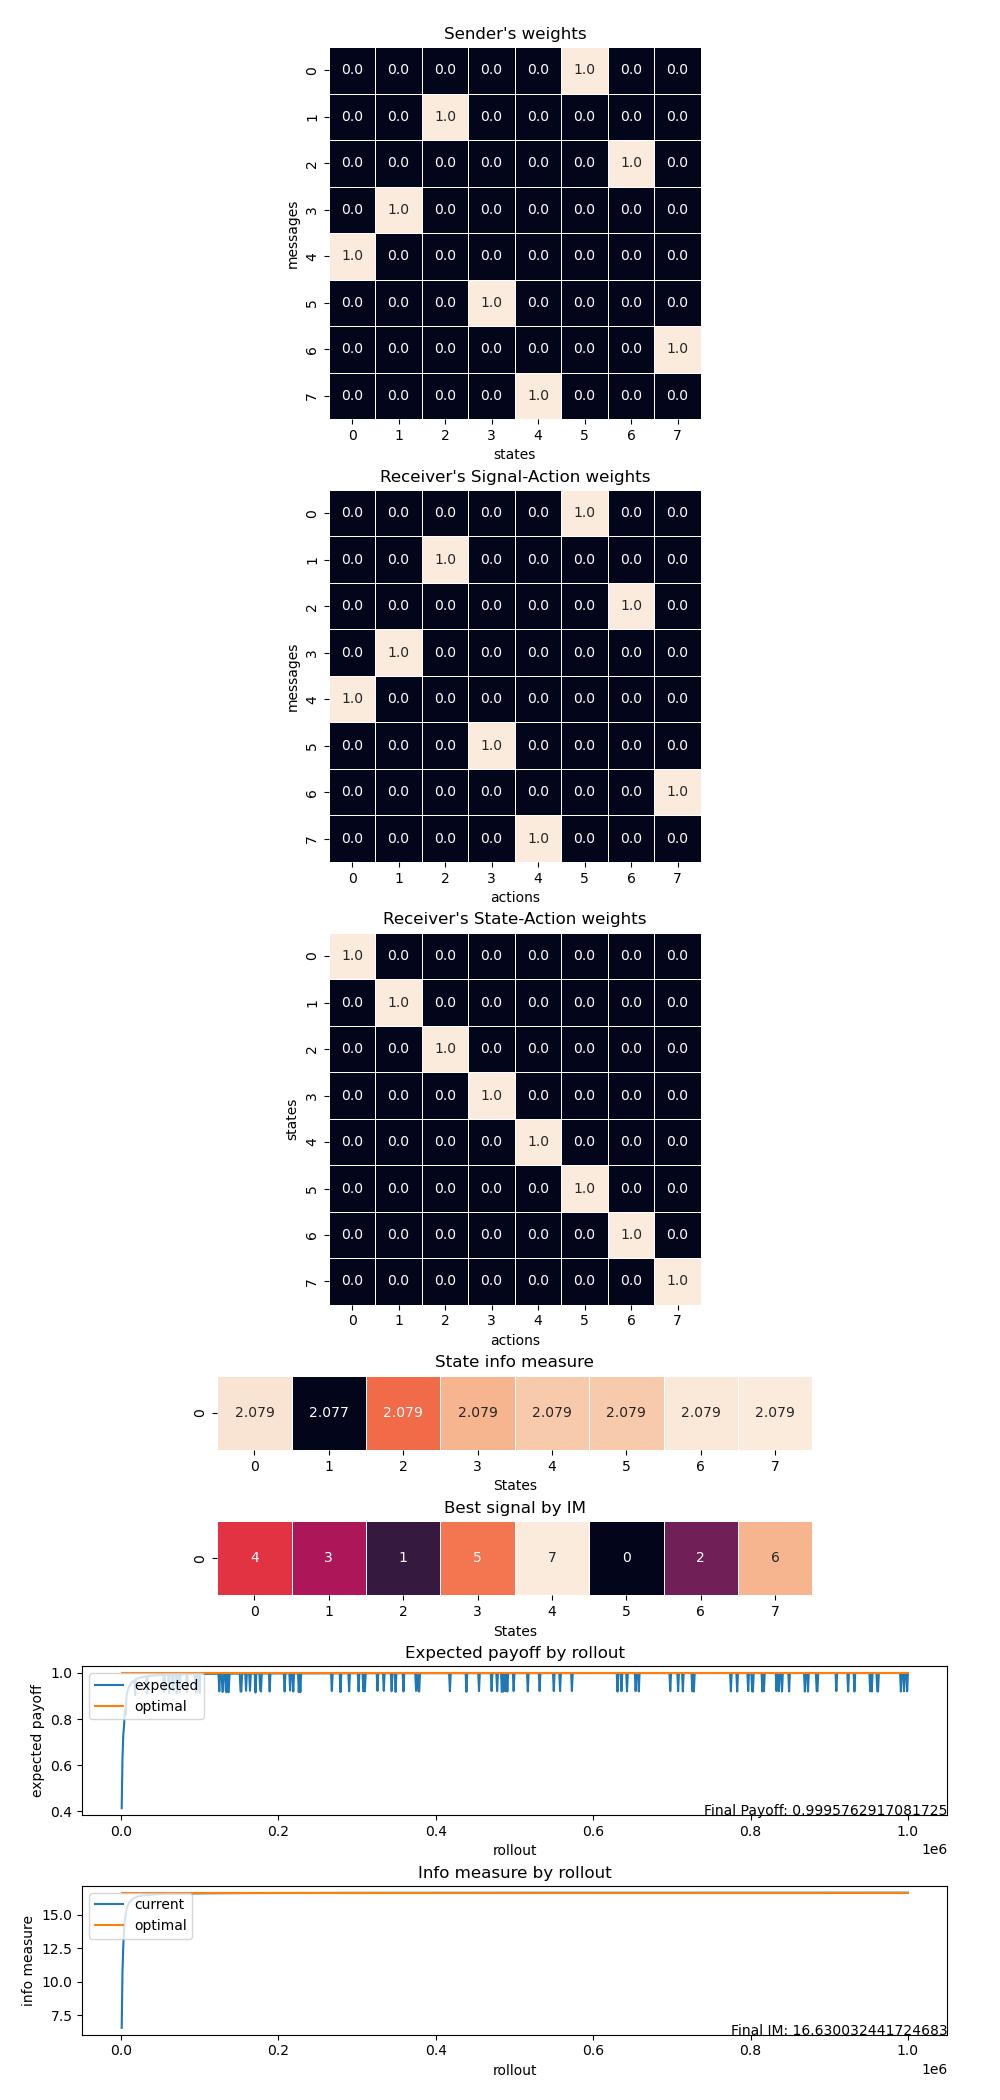 Sender's weights
0 0.0 0.0 0.0 0.0 0.0 1.0 0.0 0.0
1 0.0 0.0 1.0 0.0 0.0 0.0 0.0 0.0
2 0.0 0.0 0.0 0.0 0.0 0.0 1.0 0.0
3 0.0 1.0 0.0 0.0 0.0 0.0 0.0 0.0
messages
4 1.0 0.0 0.0 0.0 0.0 0.0 0.0 0.0
5 0.0 0.0 0.0 1.0 0.0 0.0 0.0 0.0
6 0.0 0.0 0.0 0.0 0.0 0.0 0.0 1.0
7 0.0 0.0 0.0 0.0 1.0 0.0 0.0 0.0
0 1 2 3 4 5 6 7
states
Receiver's Signal-Action weights
0 0.0 0.0 0.0 0.0 0.0 1.0 0.0 0.0
1 0.0 0.0 1.0 0.0 0.0 0.0 0.0 0.0
2 0.0 0.0 0.0 0.0 0.0 0.0 1.0 0.0
3 0.0 1.0 0.0 0.0 0.0 0.0 0.0 0.0
messages
4 1.0 0.0 0.0 0.0 0.0 0.0 0.0 0.0
5 0.0 0.0 0.0 1.0 0.0 0.0 0.0 0.0
6 0.0 0.0 0.0 0.0 0.0 0.0 0.0 1.0
7 0.0 0.0 0.0 0.0 1.0 0.0 0.0 0.0
0 1 2 3 4 5 6 7
actions
Receiver's State-Action weights
0 1.0 0.0 0.0 0.0 0.0 0.0 0.0 0.0
1 0.0 1.0 0.0 0.0 0.0 0.0 0.0 0.0
2 0.0 0.0 1.0 0.0 0.0 0.0 0.0 0.0
3 0.0 0.0 0.0 1.0 0.0 0.0 0.0 0.0
states
4 0.0 0.0 0.0 0.0 1.0 0.0 0.0 0.0
5 0.0 0.0 0.0 0.0 0.0 1.0 0.0 0.0
6 0.0 0.0 0.0 0.0 0.0 0.0 1.0 0.0
7 0.0 0.0 0.0 0.0 0.0 0.0 0.0 1.0
0 1 2 3 4 5 6 7
actions
State info measure
0 2.079 2.077 2.079 2.079 2.079 2.079 2.079 2.079
0 1 2 3 4 5 6 7
States
Best signal by IM
0 4 3 1 5 7 0 2 6
0 1 2 3 4 5 6 7
States
Expected payoff by rollout
expected payoff
1.0
0.8
0.6
0.4
expected
optimal
Final Payoff: 0.9995762917081725
0.0 0.2 0.4 0.6 0.8 1.0
1e6
rollout
Info measure by rollout
info measure
15.0
12.5
10.0
7.5
current
optimal
Final IM: 16.630032441724683
0.0 0.2 0.4 0.6 0.8 1.0
1e6
rollout